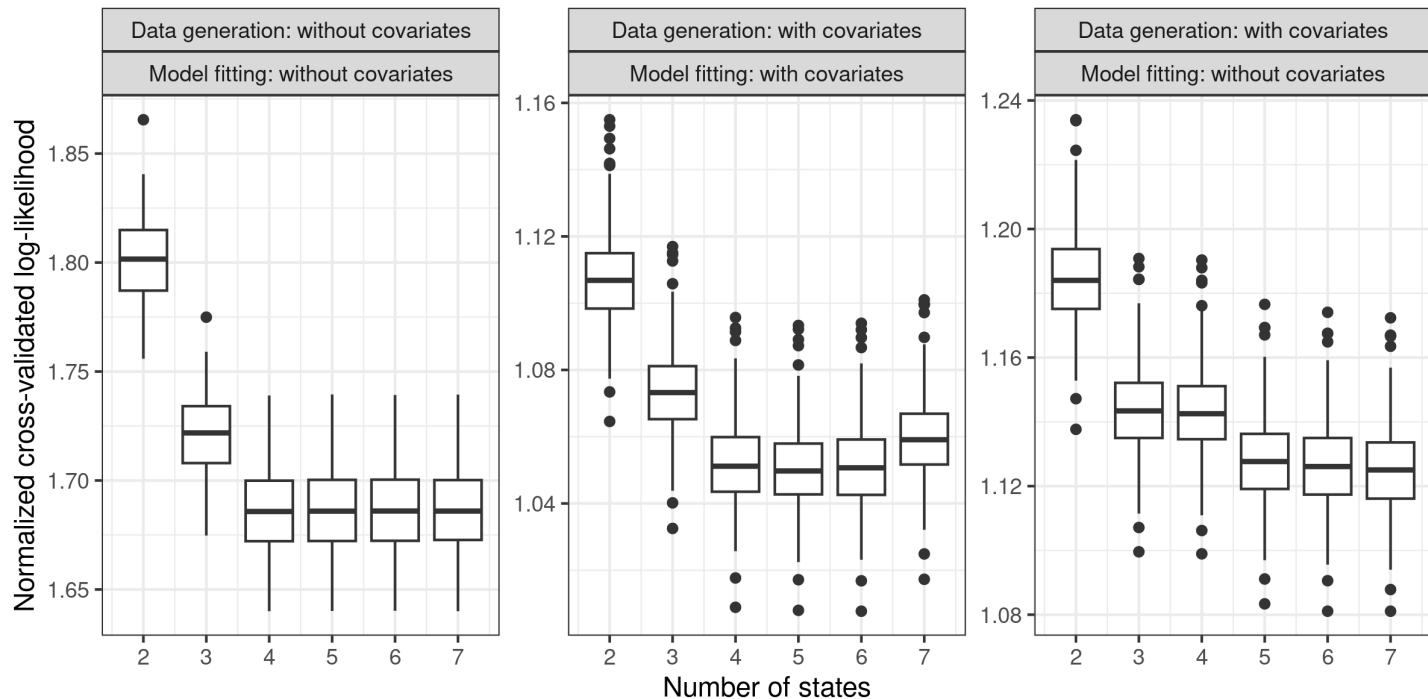 Data generation: without covariates
Model fitting: without covariates
Data generation: with covariates
Model fitting: with covariates
Data generation: with covariates
Model fitting: without covariates
Normalized cross-validated log-likelihood
1.85
1.80
1.75
1.70
1.65
2 3 4 5 6 7
1.16
1.12
1.08
1.04
2 3 4 5 6 7
1.24
1.20
1.16
1.12
1.08
2 3 4 5 6 7
Number of states